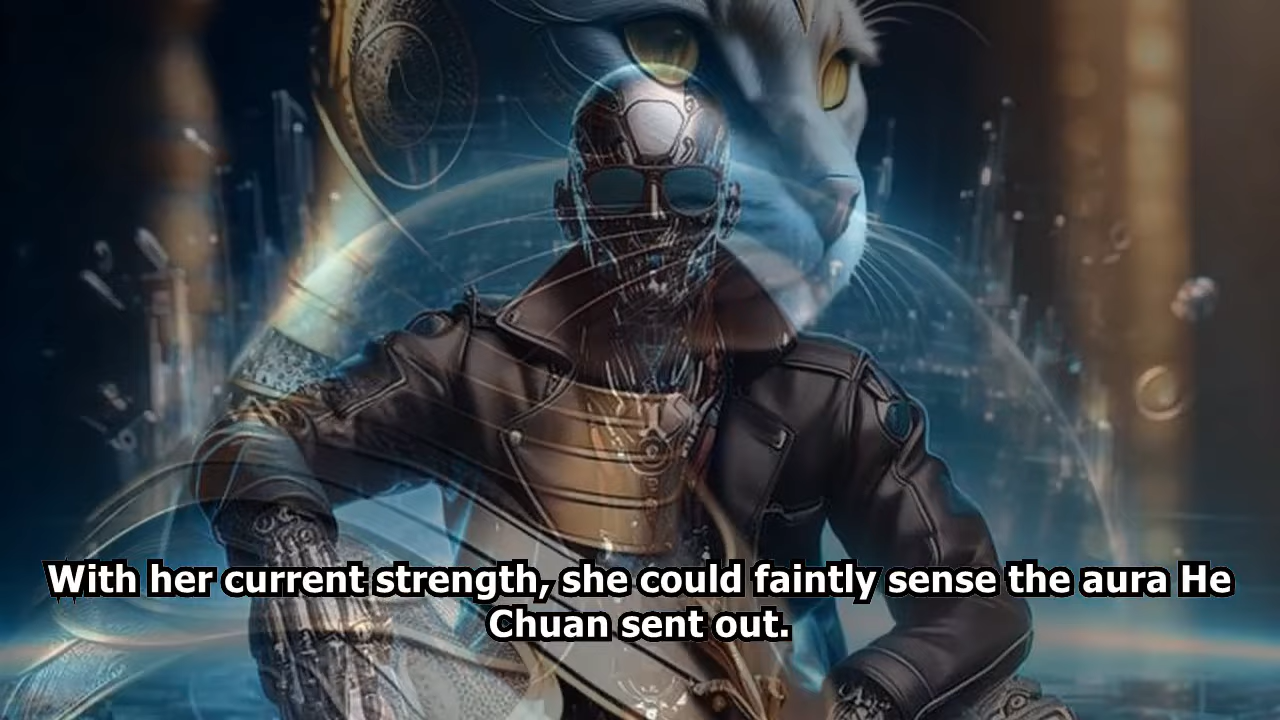 With her current strength, she could faintly sense the aura He
Chuan sent out.